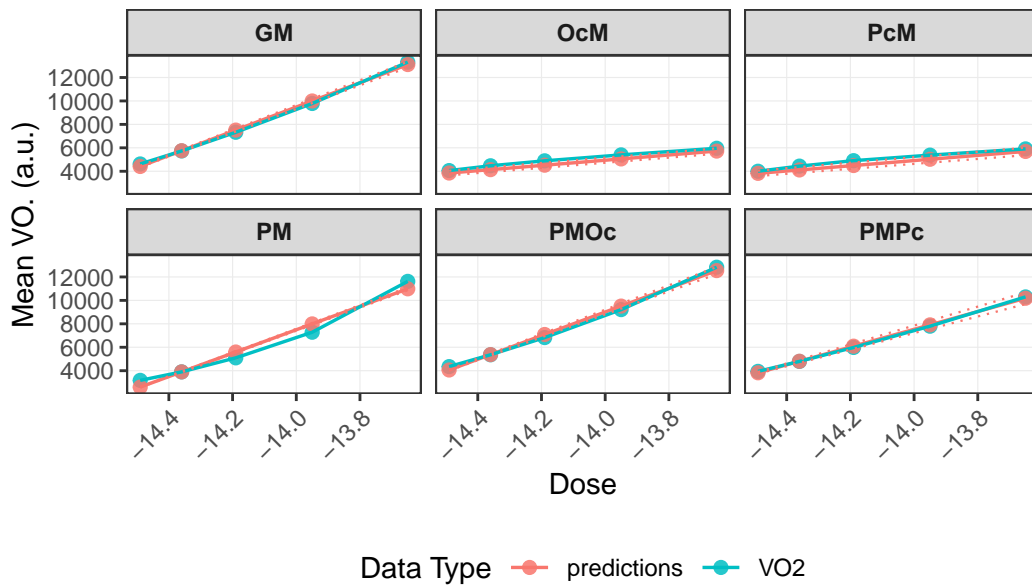 GM OcM PcM
12000
10000
8000
6000
4000
PM PMOc PMPc
12000
10000
8000
6000
4000
Mean VO. (a.u.)
−14.4 −14.2 −14.0 −13.8 −14.4 −14.2 −14.0 −13.8 −14.4 −14.2 −14.0 −13.8
Dose
Data Type predictions VO2